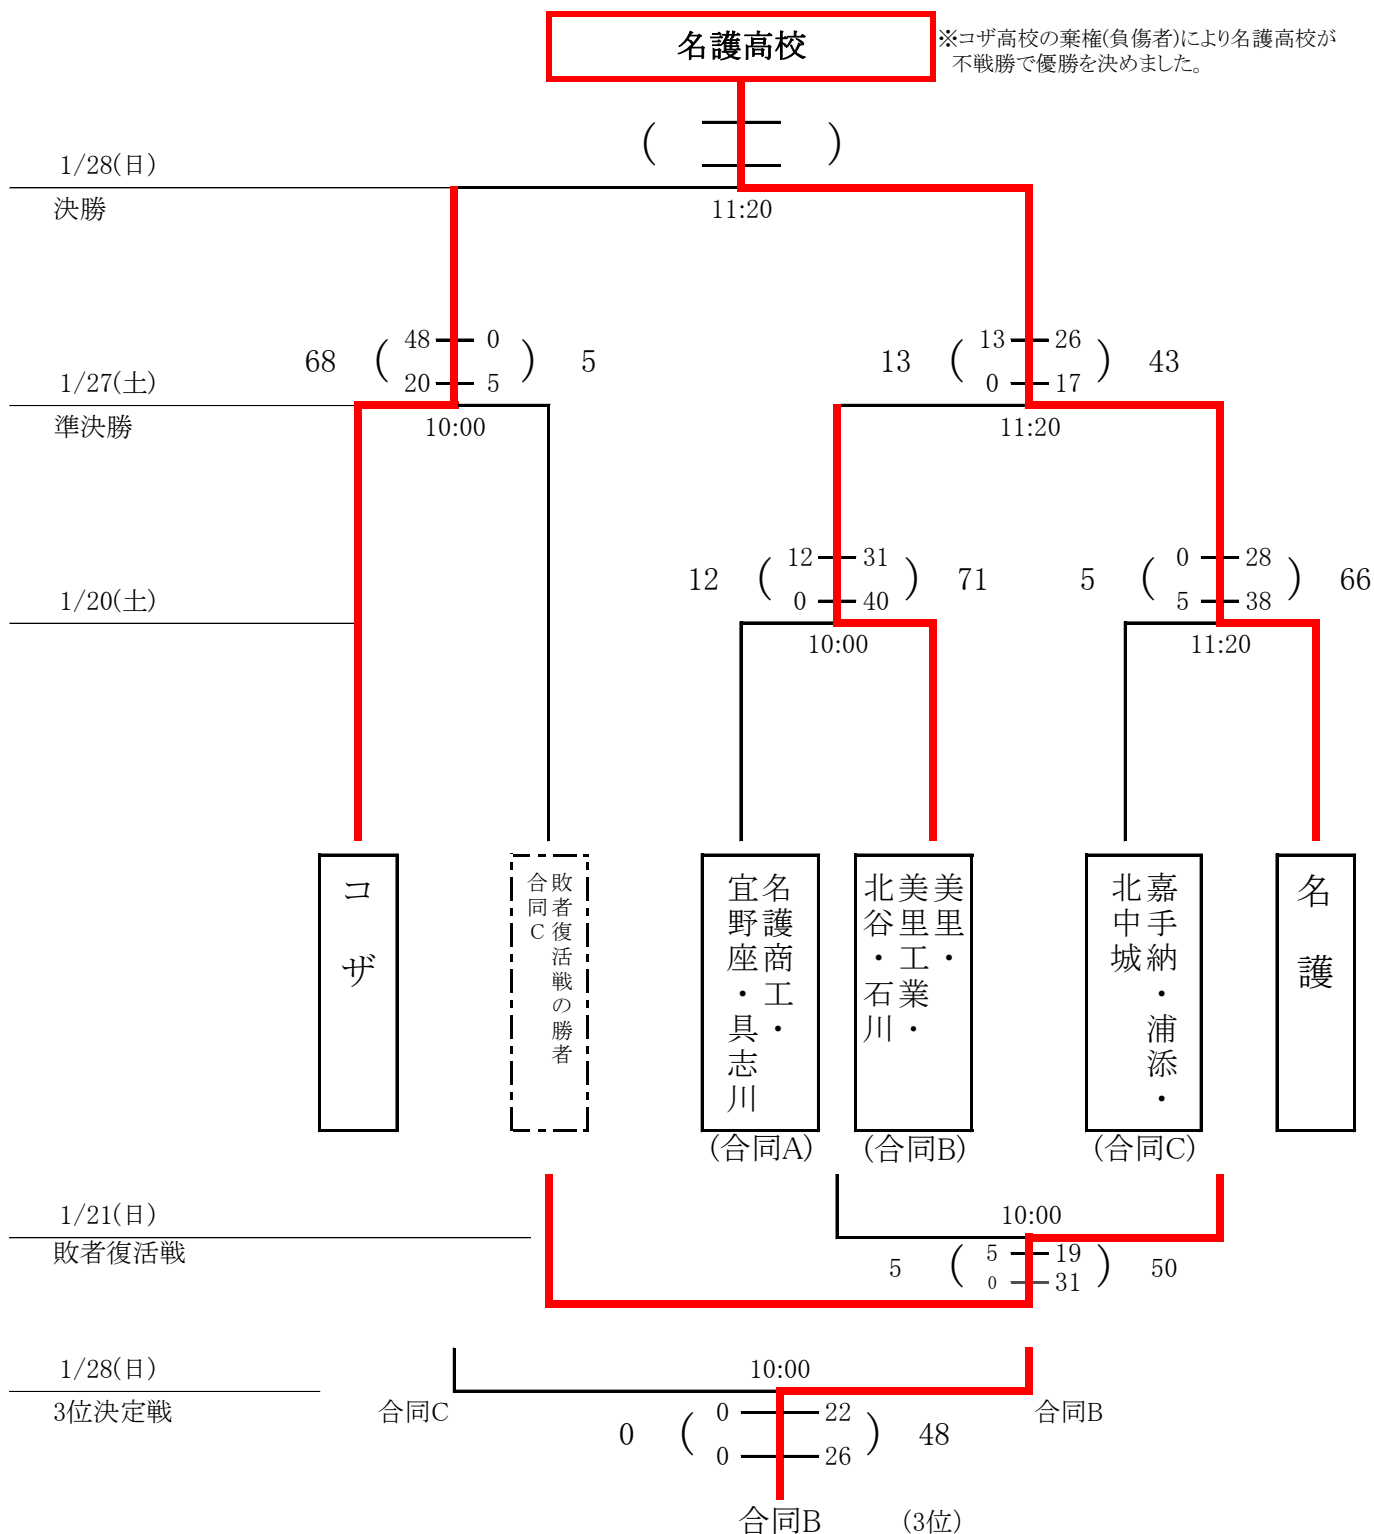 名護高校
※コザ高校の棄権(負傷者)により名護高校が
不戦勝で優勝を決めました。
( )
1/28(日)
決勝
11:20
68 ( 48 0 ) 5
20 5
13 ( 13 26 ) 43
0 17
1/27(土)
準決勝
10:00
11:20
12 ( 12 31 ) 71
0 40
5 ( 0 28 ) 66
5 38
1/20(土)
10:00
11:20
コザ
敗者復活戦の勝者
合同C
名護商工・
宜野座・具志川
美里・
美里工業・
北谷・石川
嘉手納・浦添・
北中城
名護
(合同A)
(合同B)
(合同C)
1/21(日)
敗者復活戦
10:00
5 ( 5 19 ) 50
0 31
1/28(日)
3位決定戦
10:00
合同C
合同B
0 ( 0 22 ) 48
0 26
合同B (3位)